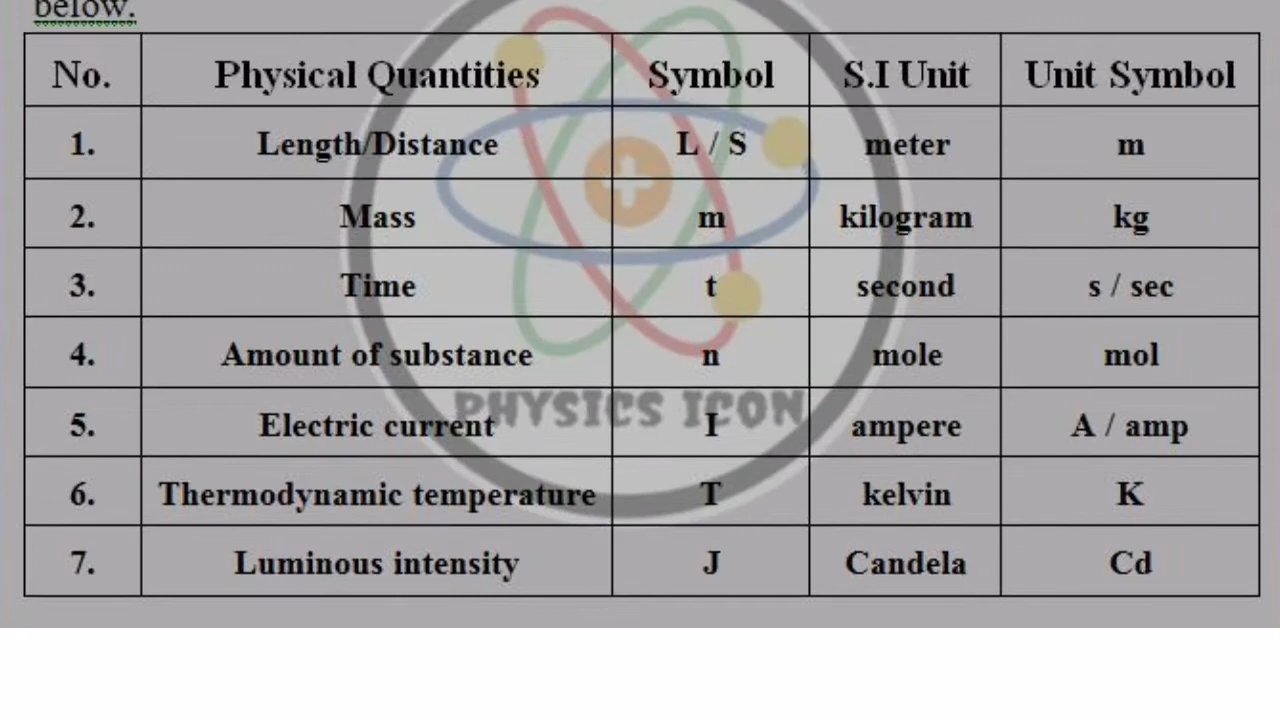 below.
No. Physical Quantities Symbol S.I Unit Unit Symbol
1. Length/Distance L / S meter m
2. Mass m kilogram kg
3. Time t second s / sec
4. Amount of substance n mole mol
PHYSICS ICON
5. Electric current I ampere A / amp
6. Thermodynamic temperature T kelvin K
7. Luminous intensity J Candela Cd